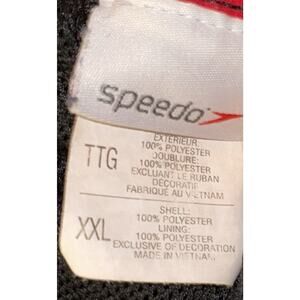 speedo
TTG
EXTERIEUR:
100% POLYESTER
DOUBLURE:
100% POLYESTER
EXCLUANT LE RUBAN
DECORATIF
FABRIQUÉ AU VIETNAM
XXL
SHELL:
100% POLYESTER
LINING:
100% POLYESTER
EXCLUSIVE OF DECORATION
MADE IN VIETNAM